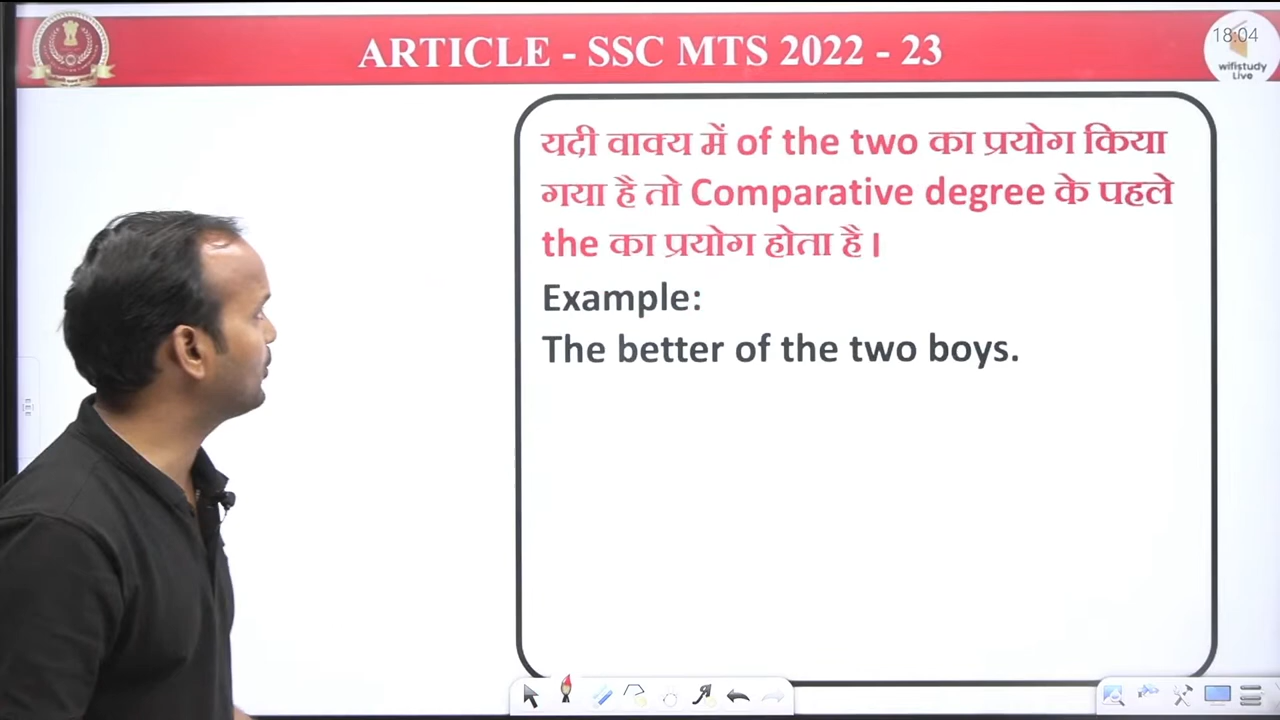 ARTICLE - SSC MTS 2022 - 23
18:04
wifistudy
Live
यदी वाक्य में of the two का प्रयोग किया
गया है तो Comparative degree के पहले
the का प्रयोग होता है।
Example:
The better of the two boys.